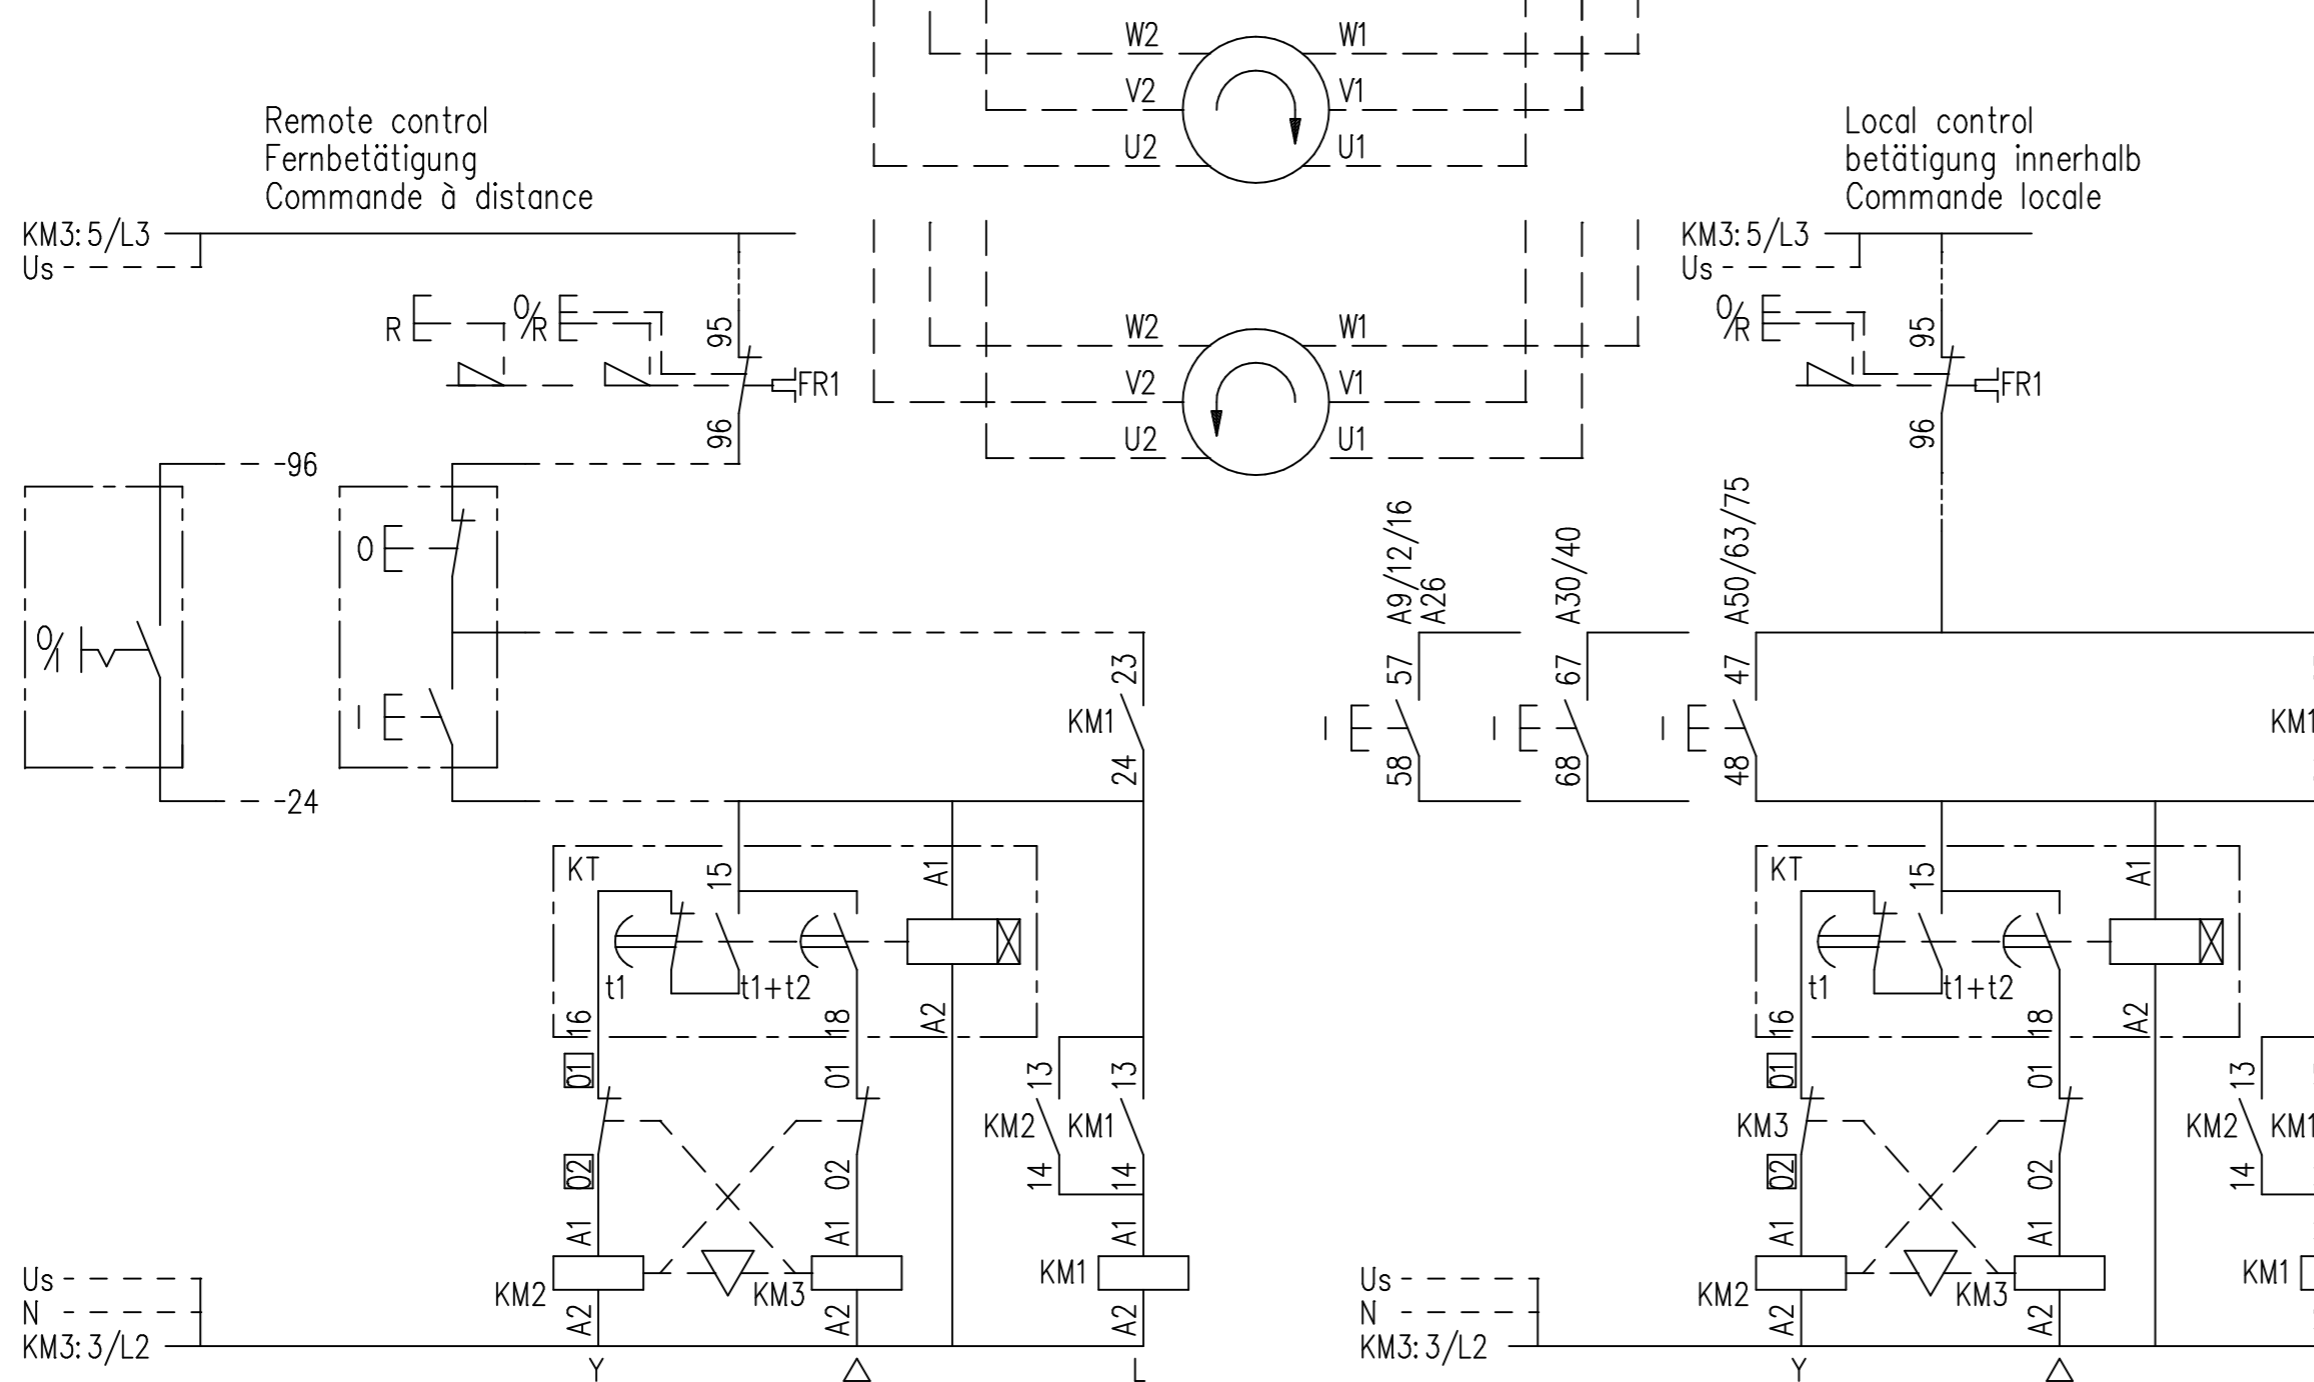 W2
W1
V2
V1
U2
U1
Remote control
Fernbetätigung
Commande à distance
Local control
betätigung innerhalb
Commande locale
KM3:5/L3
Us
KM3:5/L3
Us
R
O/R
95
FR1
96
W2
W1
V2
V1
U2
U1
O/R
95
FR1
96
-96
O
O/I
I
-24
23
KM1
24
A9/12/16
A26
57
I
58
A30/40
67
I
68
A50/63/75
47
I
48
KM1
KT
15
A1
t1
t1+t2
16
18
A2
01
01
02
02
13
13
KM2
KM1
14
14
A1
A1
A1
KM2
KM3
KM1
A2
A2
A2
Us
N
KM3:3/L2
Y
△
L
KT
15
A1
t1
t1+t2
16
18
A2
01
01
KM3
02
02
13
KM2
KM1
14
A1
A1
KM2
KM3
KM1
A2
A2
Us
N
KM3:3/L2
Y
△